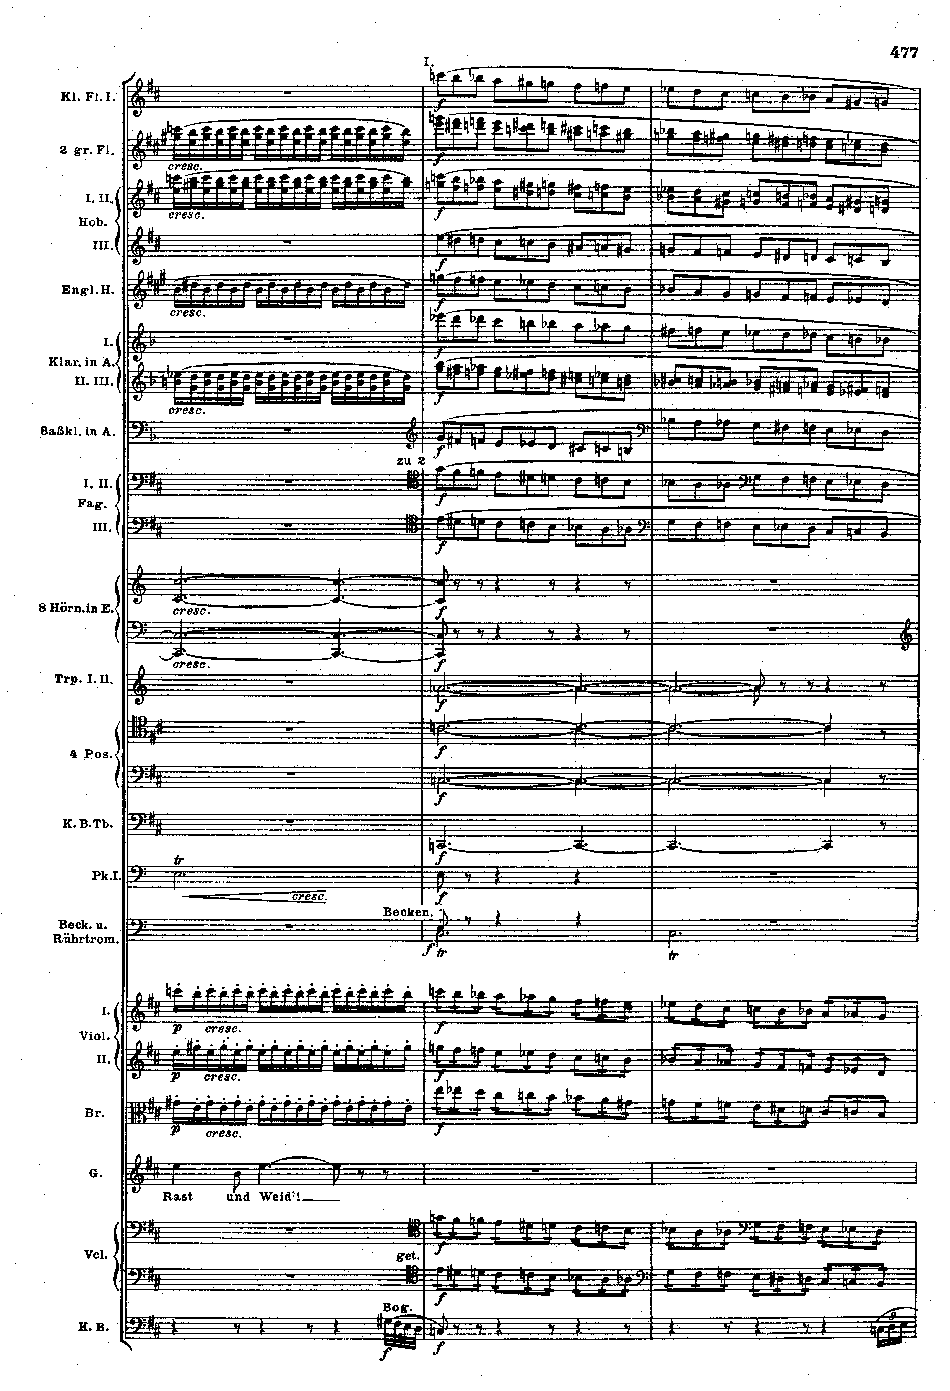 477
I.
Kl. Fl. I.
f
2 gr. Fl.
cresc.
f
I. II.
cresc.
f
Hob.
III.
f
Engl. H.
cresc.
f
I.
f
Klar. in A.
II. III.
cresc.
f
Baßkl. in A.
f
zu 2
I. II.
f
Fag.
III.
f
8 Hörn. in E.
cresc.
f
cresc.
f
Trp. I. II.
f
4 Pos.
f
f
K. B. Tb.
f
tr
Pk. I.
cresc.
f
Becken.
Beck. u.
Rührtrom.
f tr
tr
I.
p cresc.
f
Viol.
II.
p cresc.
f
Br.
p cresc.
f
G.
Rast und Weid'!
Vcl.
f
get.
f
Bog.
K. B.
f
f
3